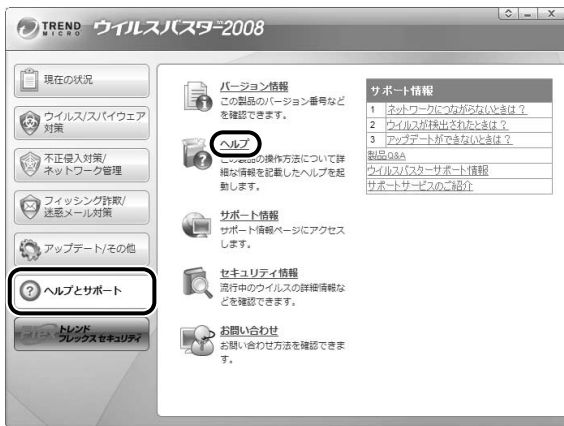 TREND MICRO ウイルスバスター™2008
現在の状況
ウイルス/スパイウェア
対策
不正侵入対策/
ネットワーク管理
フィッシング詐欺/
迷惑メール対策
アップデート/その他
ヘルプとサポート
Flex トレンド
フレックス セキュリティ
バージョン情報
この製品のバージョン番号など
を確認できます。
ヘルプ
この製品の操作方法について詳
細な情報を記載したヘルプを起
動します。
サポート情報
サポート情報ページにアクセス
します。
セキュリティ情報
流行中のウイルスの詳細情報な
どを確認できます。
お問い合わせ
お問い合わせ方法を確認できま
す。
サポート情報
1 ネットワークにつながらないときは？
2 ウイルスが検出されたときは？
3 アップデートができないときは？
製品Q&A
ウイルスバスターサポート情報
サポートサービスのご紹介